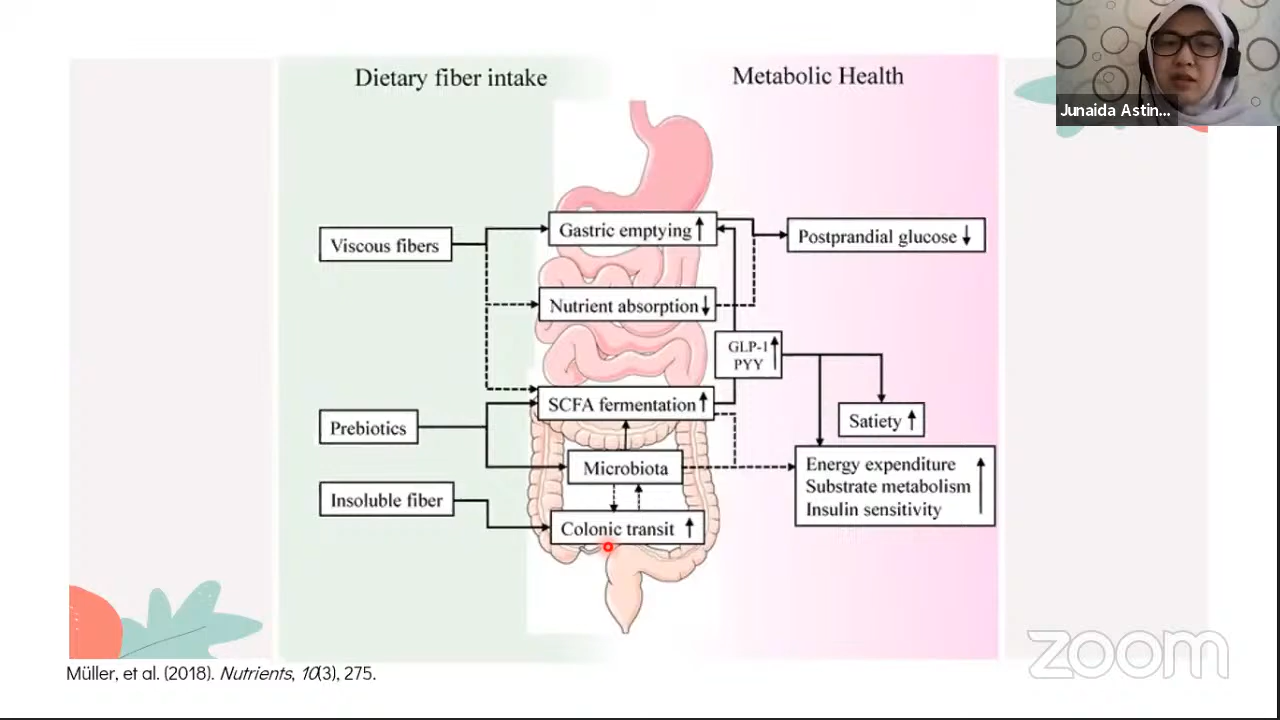 Dietary fiber intake
Metabolic Health
Junaida Astin...
Viscous fibers
Gastric emptying ↑
Postprandial glucose ↓
Nutrient absorption ↓
GLP-1 ↑
PYY
SCFA fermentation ↑
Satiety ↑
Prebiotics
Microbiota
Energy expenditure ↑
Substrate metabolism
Insulin sensitivity
Insoluble fiber
Colonic transit ↑
zoom
Müller, et al. (2018). Nutrients, 10(3), 275.